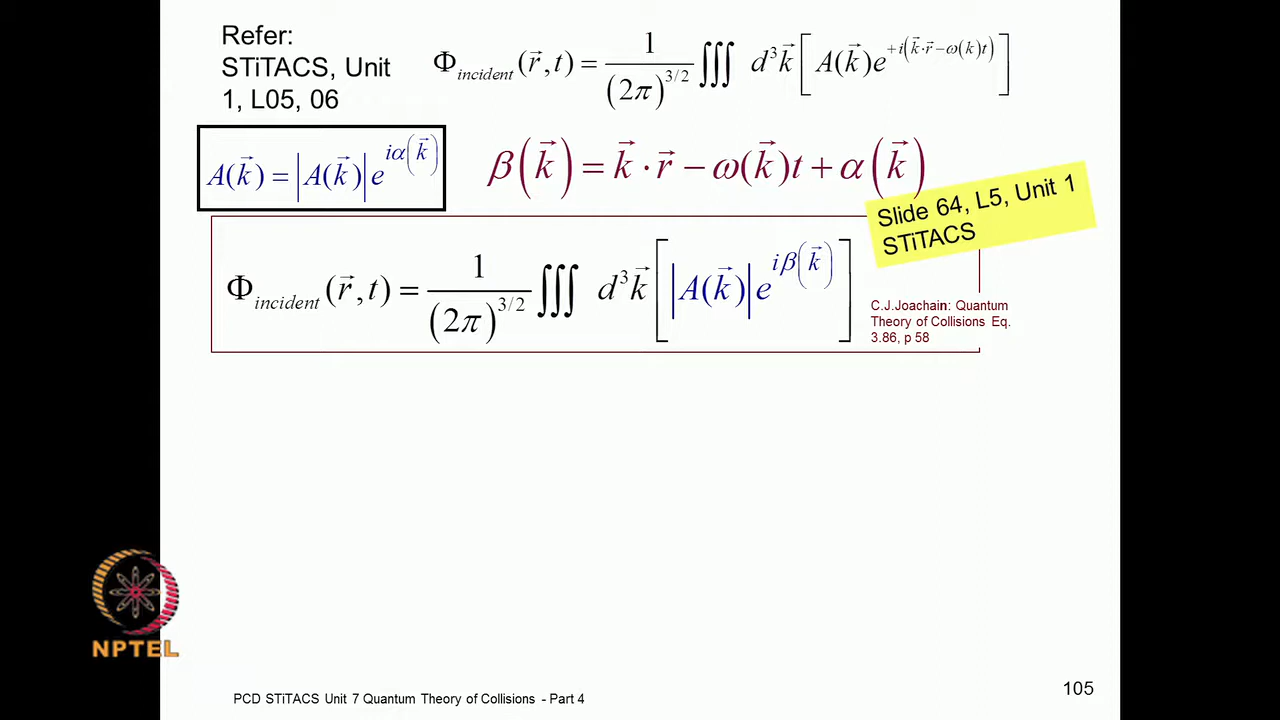 Refer:
STiTACS, Unit
1, L05, 06
Φ_incident (r⃗, t) = 1/(2π)^{3/2} ∭ d³k⃗ [ A(k⃗) e^{+i(k⃗·r⃗−ω(k)t)} ]
A(k⃗) = |A(k⃗)| e^{iα(k⃗)}
β(k⃗) = k⃗·r⃗ − ω(k⃗)t + α(k⃗)
Slide 64, L5, Unit 1
STiTACS
Φ_incident (r⃗, t) = 1/(2π)^{3/2} ∭ d³k⃗ [ |A(k⃗)| e^{iβ(k⃗)} ]
C.J.Joachain: Quantum
Theory of Collisions Eq.
3.86, p 58
NPTEL
PCD STiTACS Unit 7 Quantum Theory of Collisions - Part 4
105